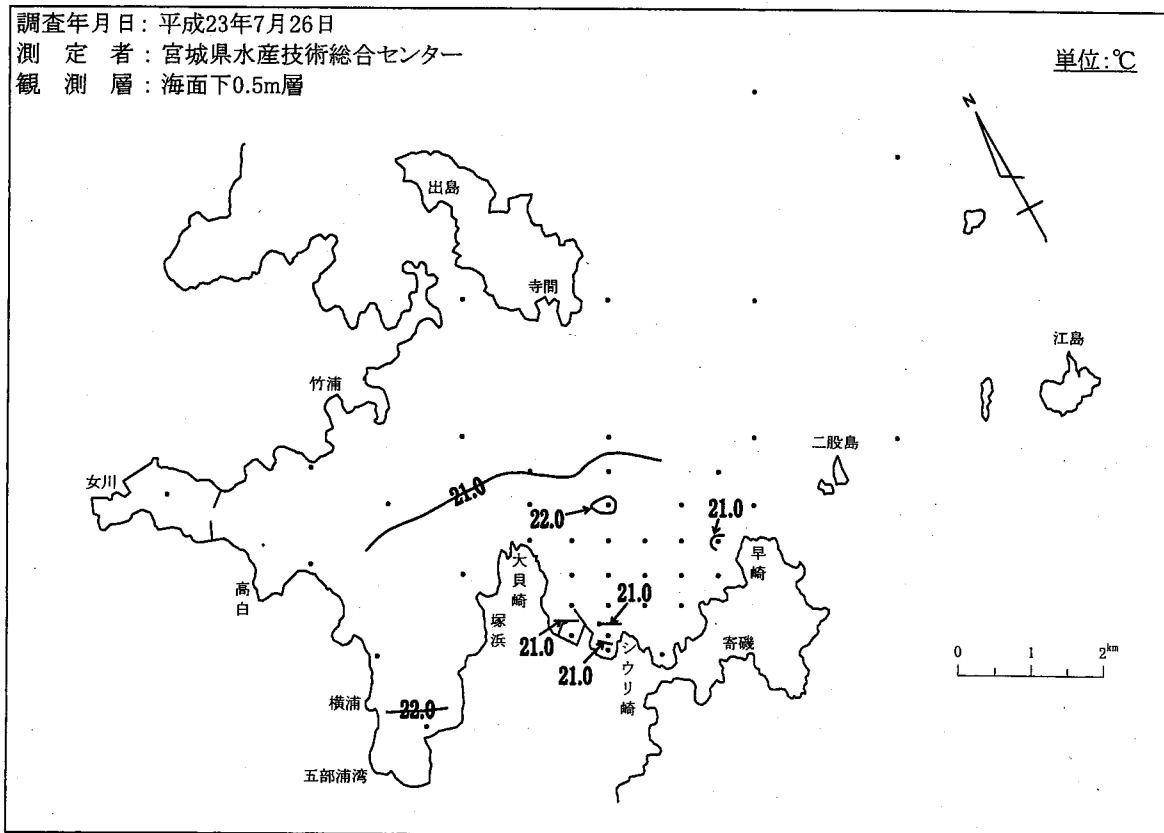 調査年月日：平成23年7月26日
測定者：宮城県水産技術総合センター
観測層：海面下0.5m層
単位：℃
N
出島
寺間
江島
竹浦
二股島
女川
21.0
22.0
21.0
早崎
大貝崎
高白
塚浜
21.0
21.0
21.0
シウリ崎
寄磯
0 1 2km
横浦
22.0
五部浦湾